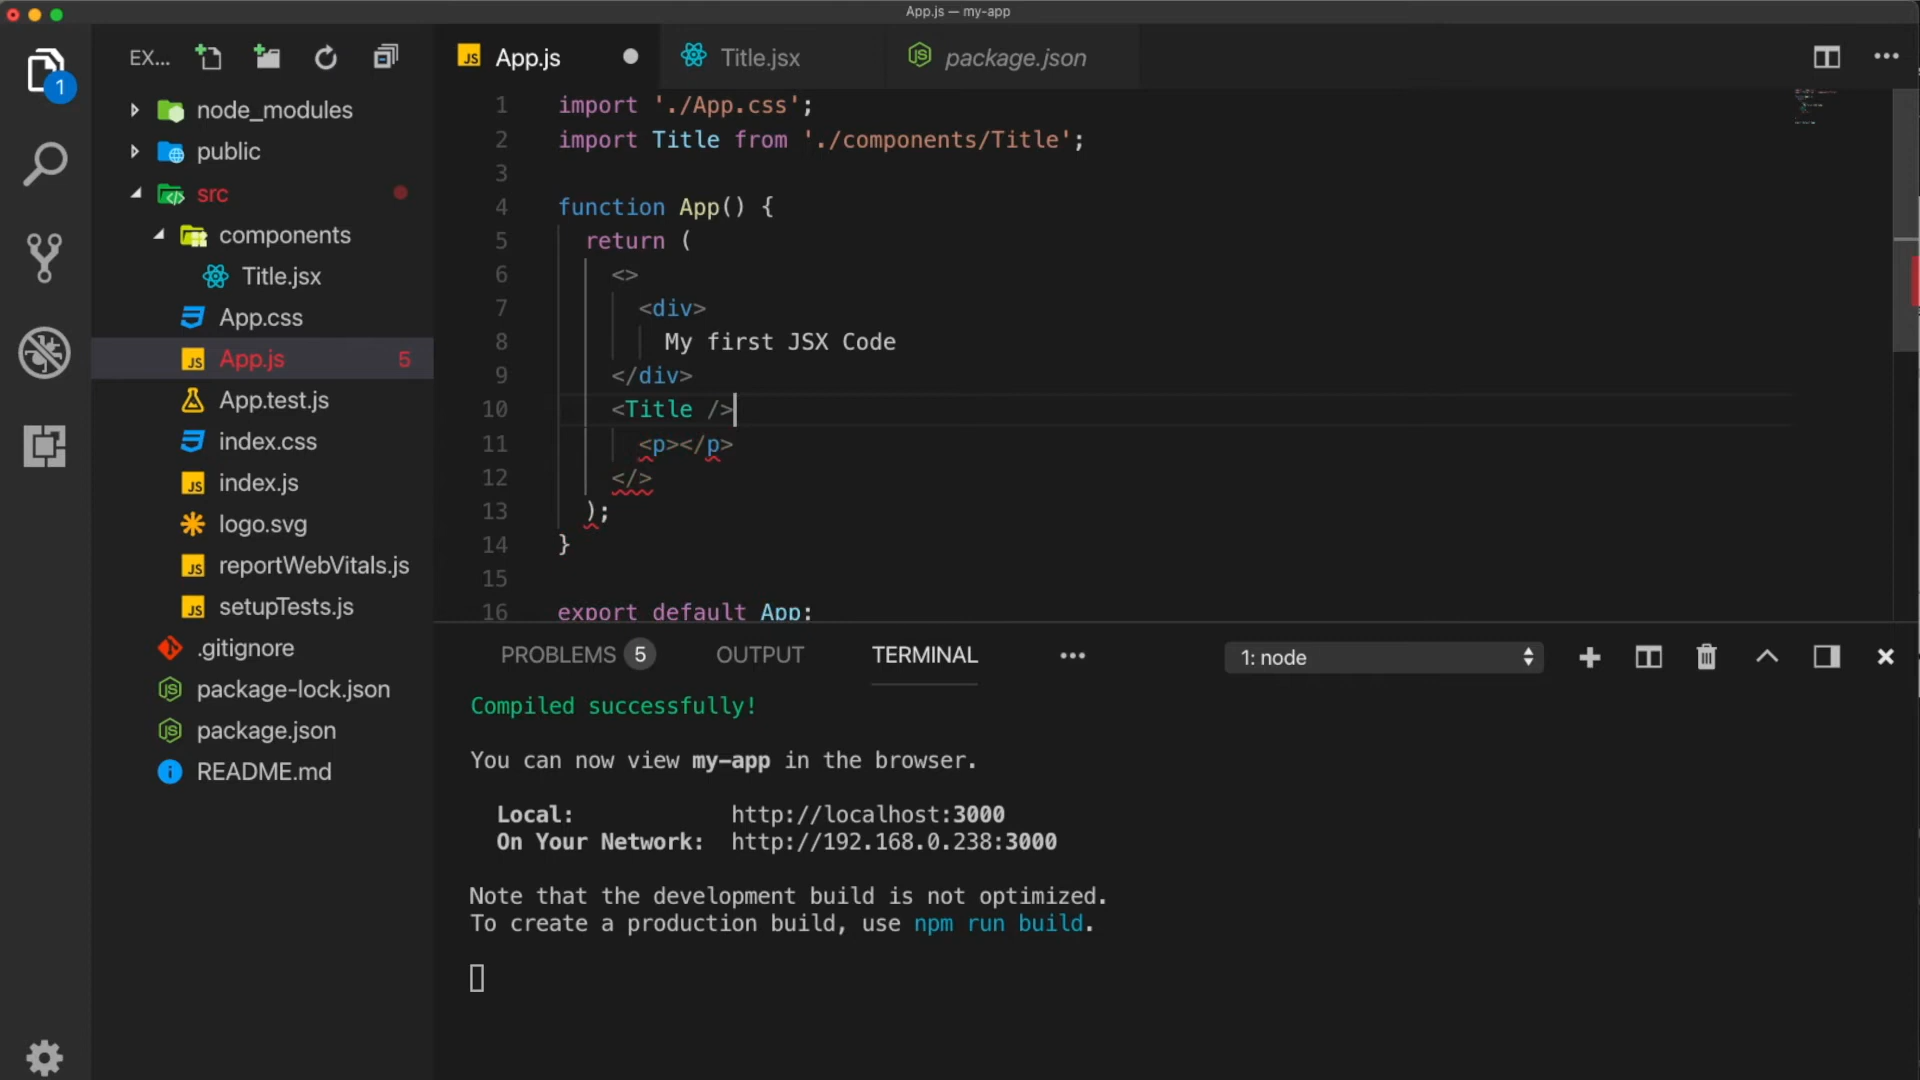 App.js — my-app
EX...
App.js
Title.jsx
package.json
1
node_modules
public
src
components
Title.jsx
App.css
App.js 5
App.test.js
index.css
index.js
logo.svg
reportWebVitals.js
setupTests.js
.gitignore
package-lock.json
package.json
README.md
1 import './App.css';
2 import Title from './components/Title';
3
4 function App() {
5 return (
6 <>
7 <div>
8 My first JSX Code
9 </div>
10 <Title />
11 <p></p>
12 </>
13 );
14 }
15
16 export default App;
PROBLEMS 5 OUTPUT TERMINAL ••• 1: node
Compiled successfully!
You can now view my-app in the browser.
Local: http://localhost:3000
On Your Network: http://192.168.0.238:3000
Note that the development build is not optimized.
To create a production build, use npm run build.